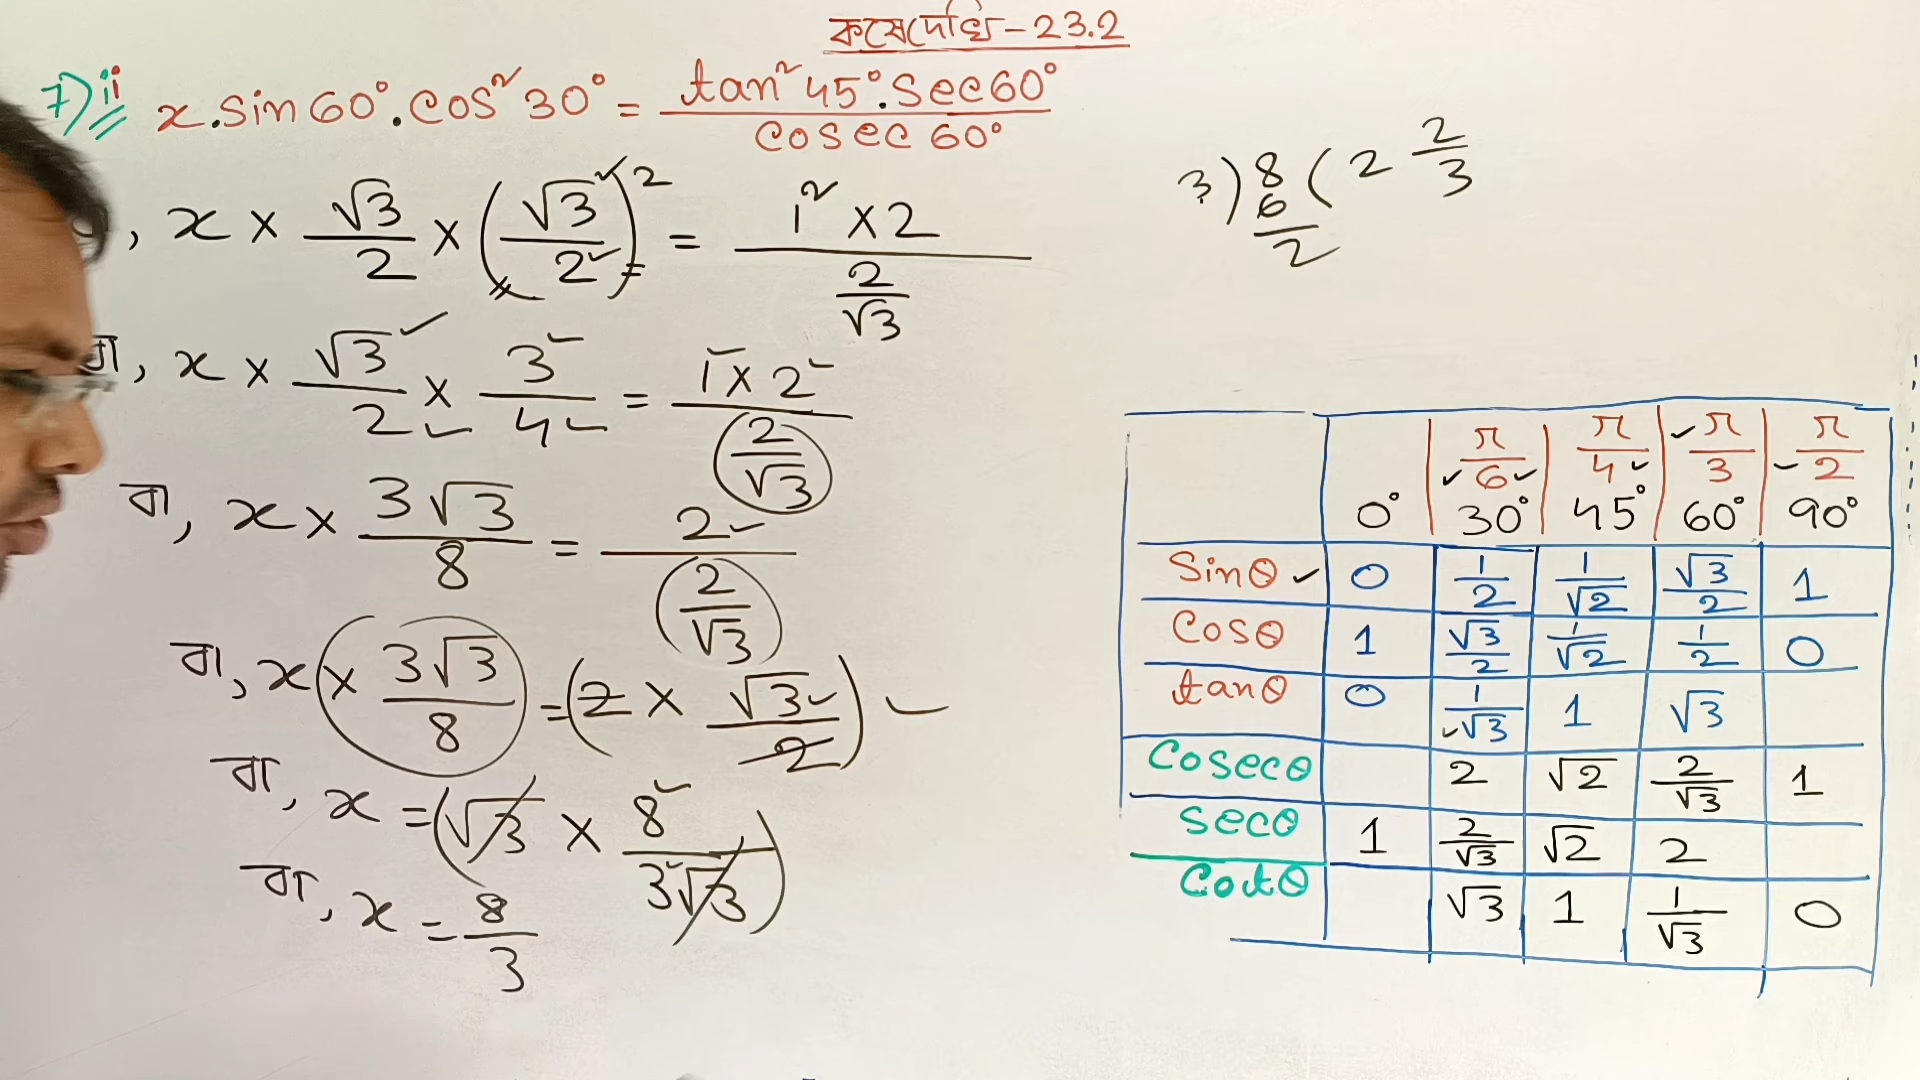 কষেদেখি-23.2
7) ii x.sin60°.cos²30° = tan²45°.sec60° / cosec60°
, x × √3/2 × (√3/2)² = 1² × 2 / (2/√3)
বা, x × √3/2 × 3/4 = 1×2 / (2/√3)
বা, x × 3√3/8 = 2 / (2/√3)
বা, x × 3√3/8 = (2 × √3/2)
বা, x = (√3 × 8/3√3)
বা, x = 8/3
3) 8 ( 2 2/3
6
2
π/6 π/4 π/3 π/2
0° 30° 45° 60° 90°
Sinθ 0 1/2 1/√2 √3/2 1
Cosθ 1 √3/2 1/√2 1/2 0
tanθ 0 1/√3 1 √3
Cosecθ 2 √2 2/√3 1
Secθ 1 2/√3 √2 2
Cotθ √3 1 1/√3 0